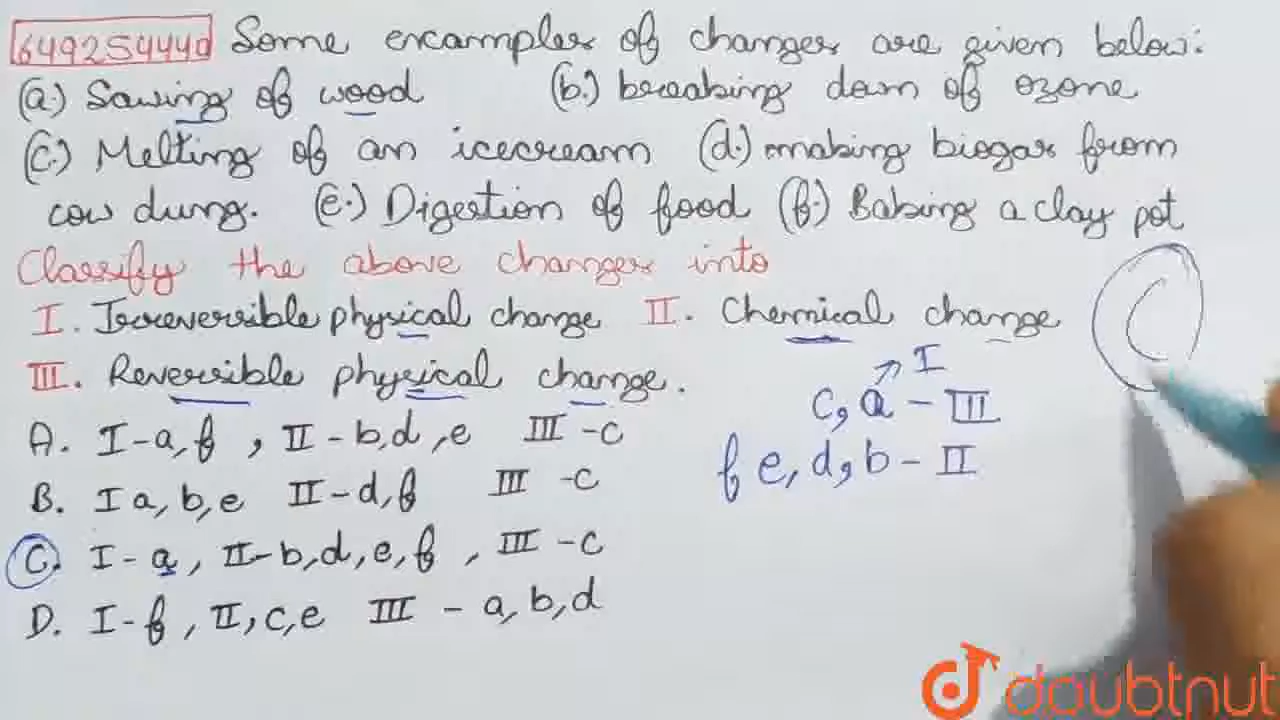 649254440 Some examples of changes are given below:
(a.) Sawing of wood (b.) breaking down of ozone
(c.) Melting of an icecream (d.) making biogas from
cow dung. (e.) Digestion of food (f.) Baking a clay pot
Classify the above changes into
I. Irreversible physical change II. Chemical change
III. Reversible physical change.
A. I-a, f , II-b,d,e III-c
B. I a, b, e II-d, f III-c
C. I-a, II-b,d,e,f , III-c
D. I-f, II, c,e III - a, b, d
I
c, a - III
f e, d, b - II
C
doubtnut